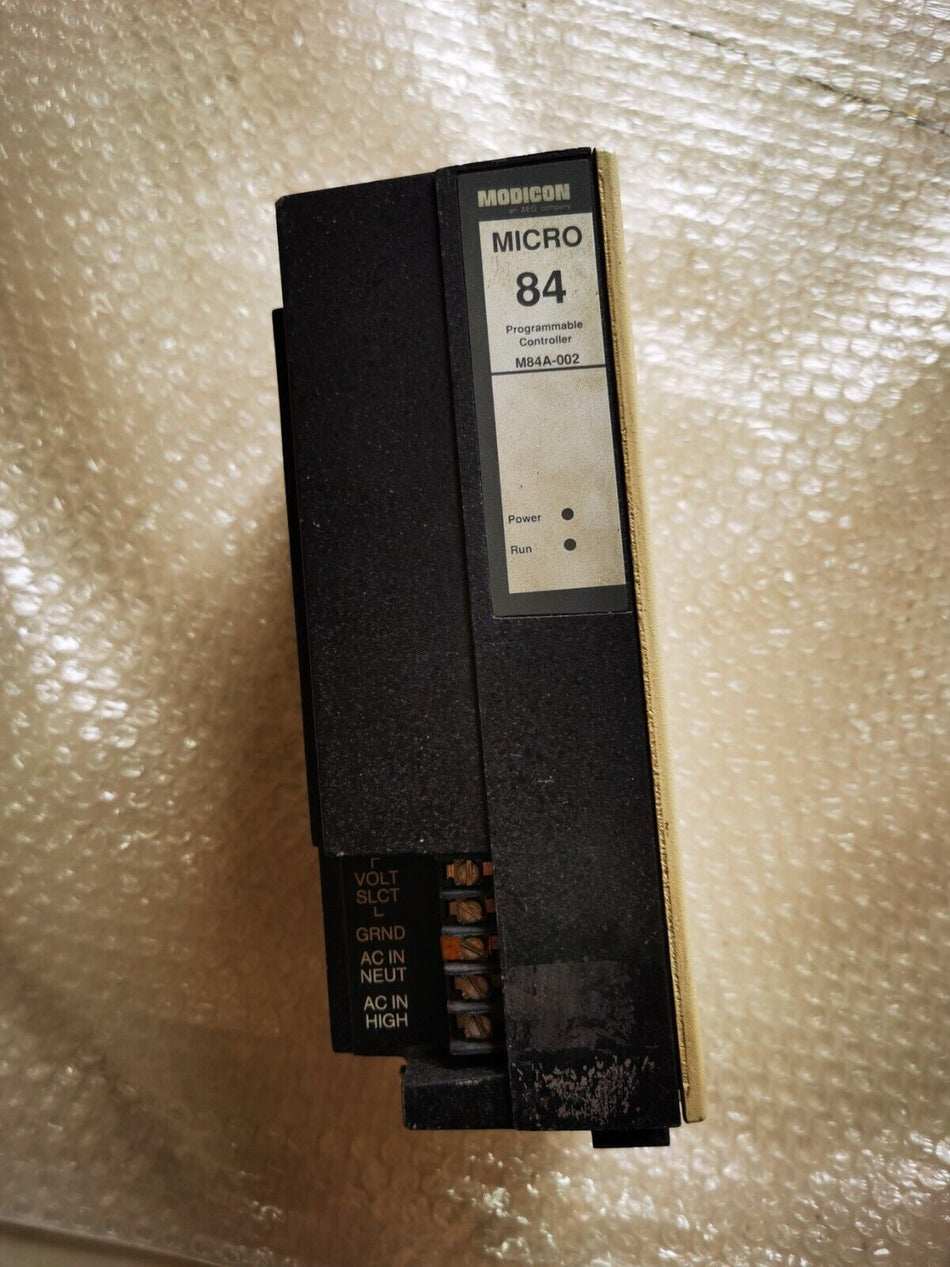 MODICON
an AEG company
MICRO
84
Programmable
Controller
M84A-002
Power
Run
VOLT
SLCT
GRND
AC IN
NEUT
AC IN
HIGH